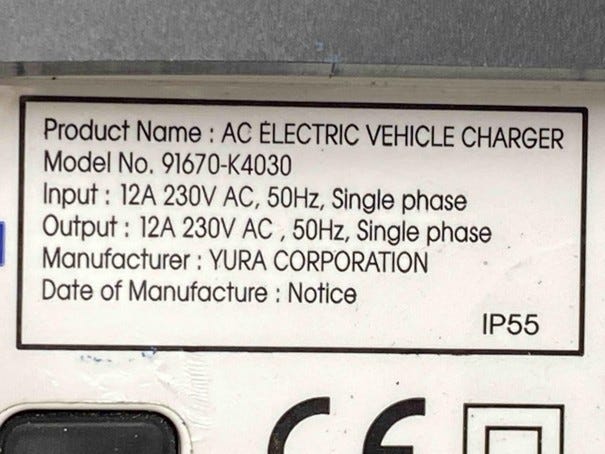 Product Name : AC ELECTRIC VEHICLE CHARGER
Model No. 91670-K4030
Input : 12A 230V AC, 50Hz, Single phase
Output : 12A 230V AC , 50Hz, Single phase
Manufacturer : YURA CORPORATION
Date of Manufacture : Notice
IP55
CE